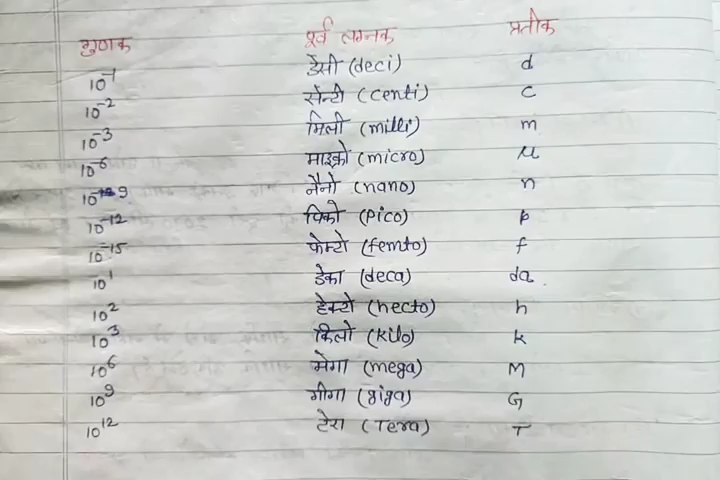 गुणक पूर्व लग्नक प्रतीक
10⁻¹ डेसी (deci) d
10⁻² सेन्टी (centi) c
10⁻³ मिली (milli) m
10⁻⁶ माइक्रो (micro) μ
10⁻⁹ नैनो (nano) n
10⁻¹² पिको (pico) p
10⁻¹⁵ फेम्टो (femto) f
10¹ डेका (deca) da
10² हेक्टो (hecto) h
10³ किलो (kilo) k
10⁶ मेगा (mega) M
10⁹ गीगा (giga) G
10¹² टेरा (Tera) T